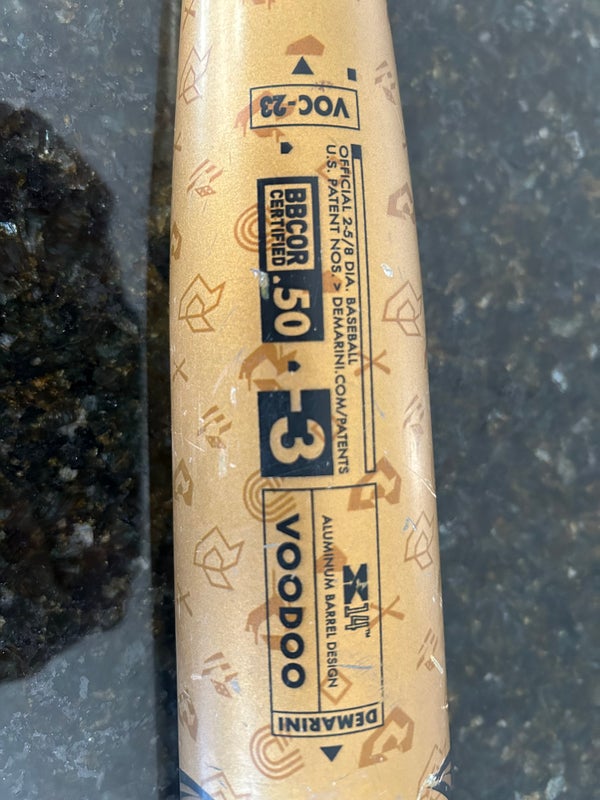 VOC-23
OFFICIAL 2-5/8 DIA. BASEBALL
U.S. PATENT NOS. > DEMARINI.COM/PATENTS
BBCOR
CERTIFIED
.50
-3
X14™
ALUMINUM BARREL DESIGN
VOODOO
DEMARINI